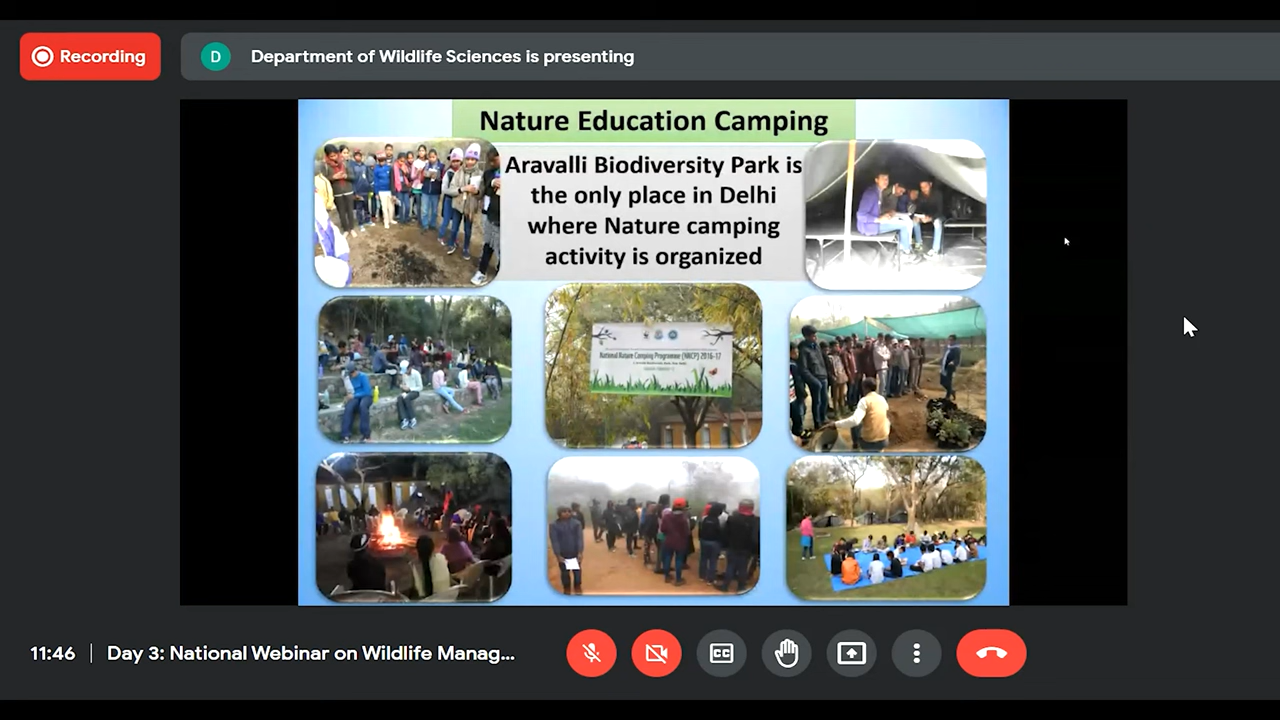 Recording
D Department of Wildlife Sciences is presenting
Nature Education Camping
Aravalli Biodiversity Park is
the only place in Delhi
where Nature camping
activity is organized
National Nature Camping Programme (NNCP) 2016-17
11:46 | Day 3: National Webinar on Wildlife Manag...
CC